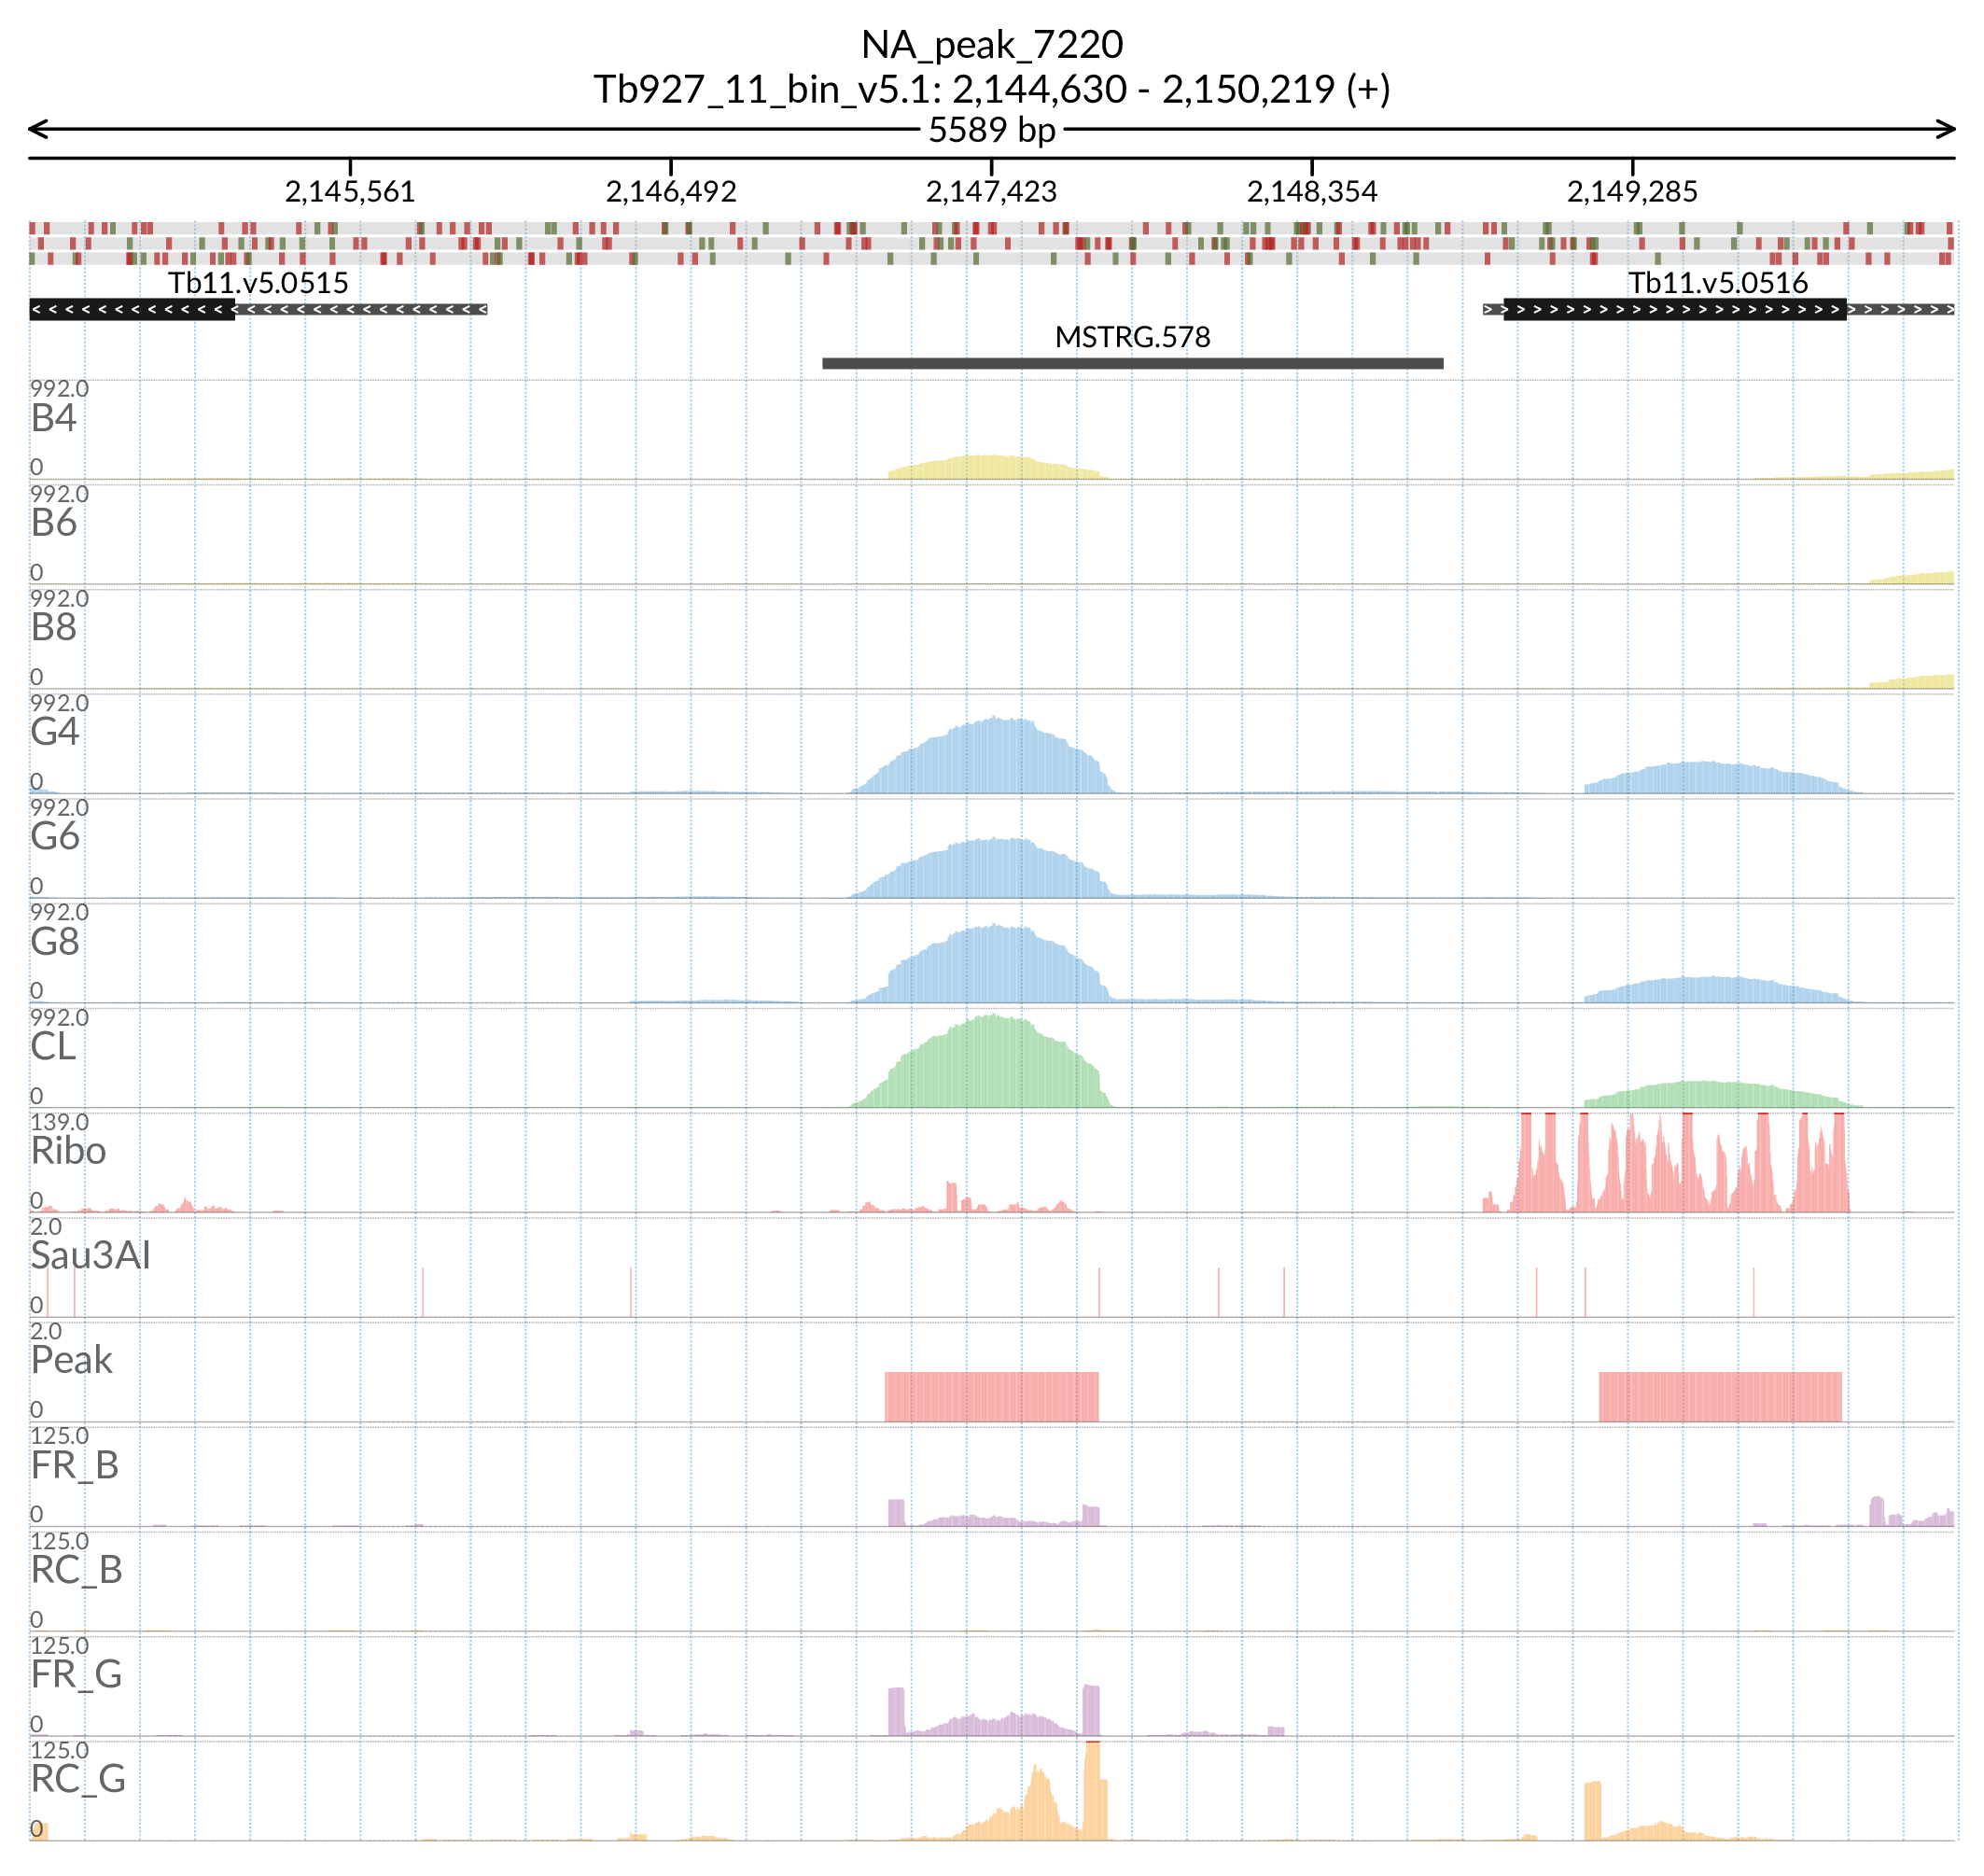 NA_peak_7220
Tb927_11_bin_v5.1: 2,144,630 - 2,150,219 (+)
5589 bp
2,145,561 2,146,492 2,147,423 2,148,354 2,149,285
Tb11.v5.0515 Tb11.v5.0516
MSTRG.578
992.0
B4
0
992.0
B6
0
992.0
B8
0
992.0
G4
0
992.0
G6
0
992.0
G8
0
992.0
CL
0
139.0
Ribo
0
2.0
Sau3AI
0
2.0
Peak
0
125.0
FR_B
0
125.0
RC_B
0
125.0
FR_G
0
125.0
RC_G
0